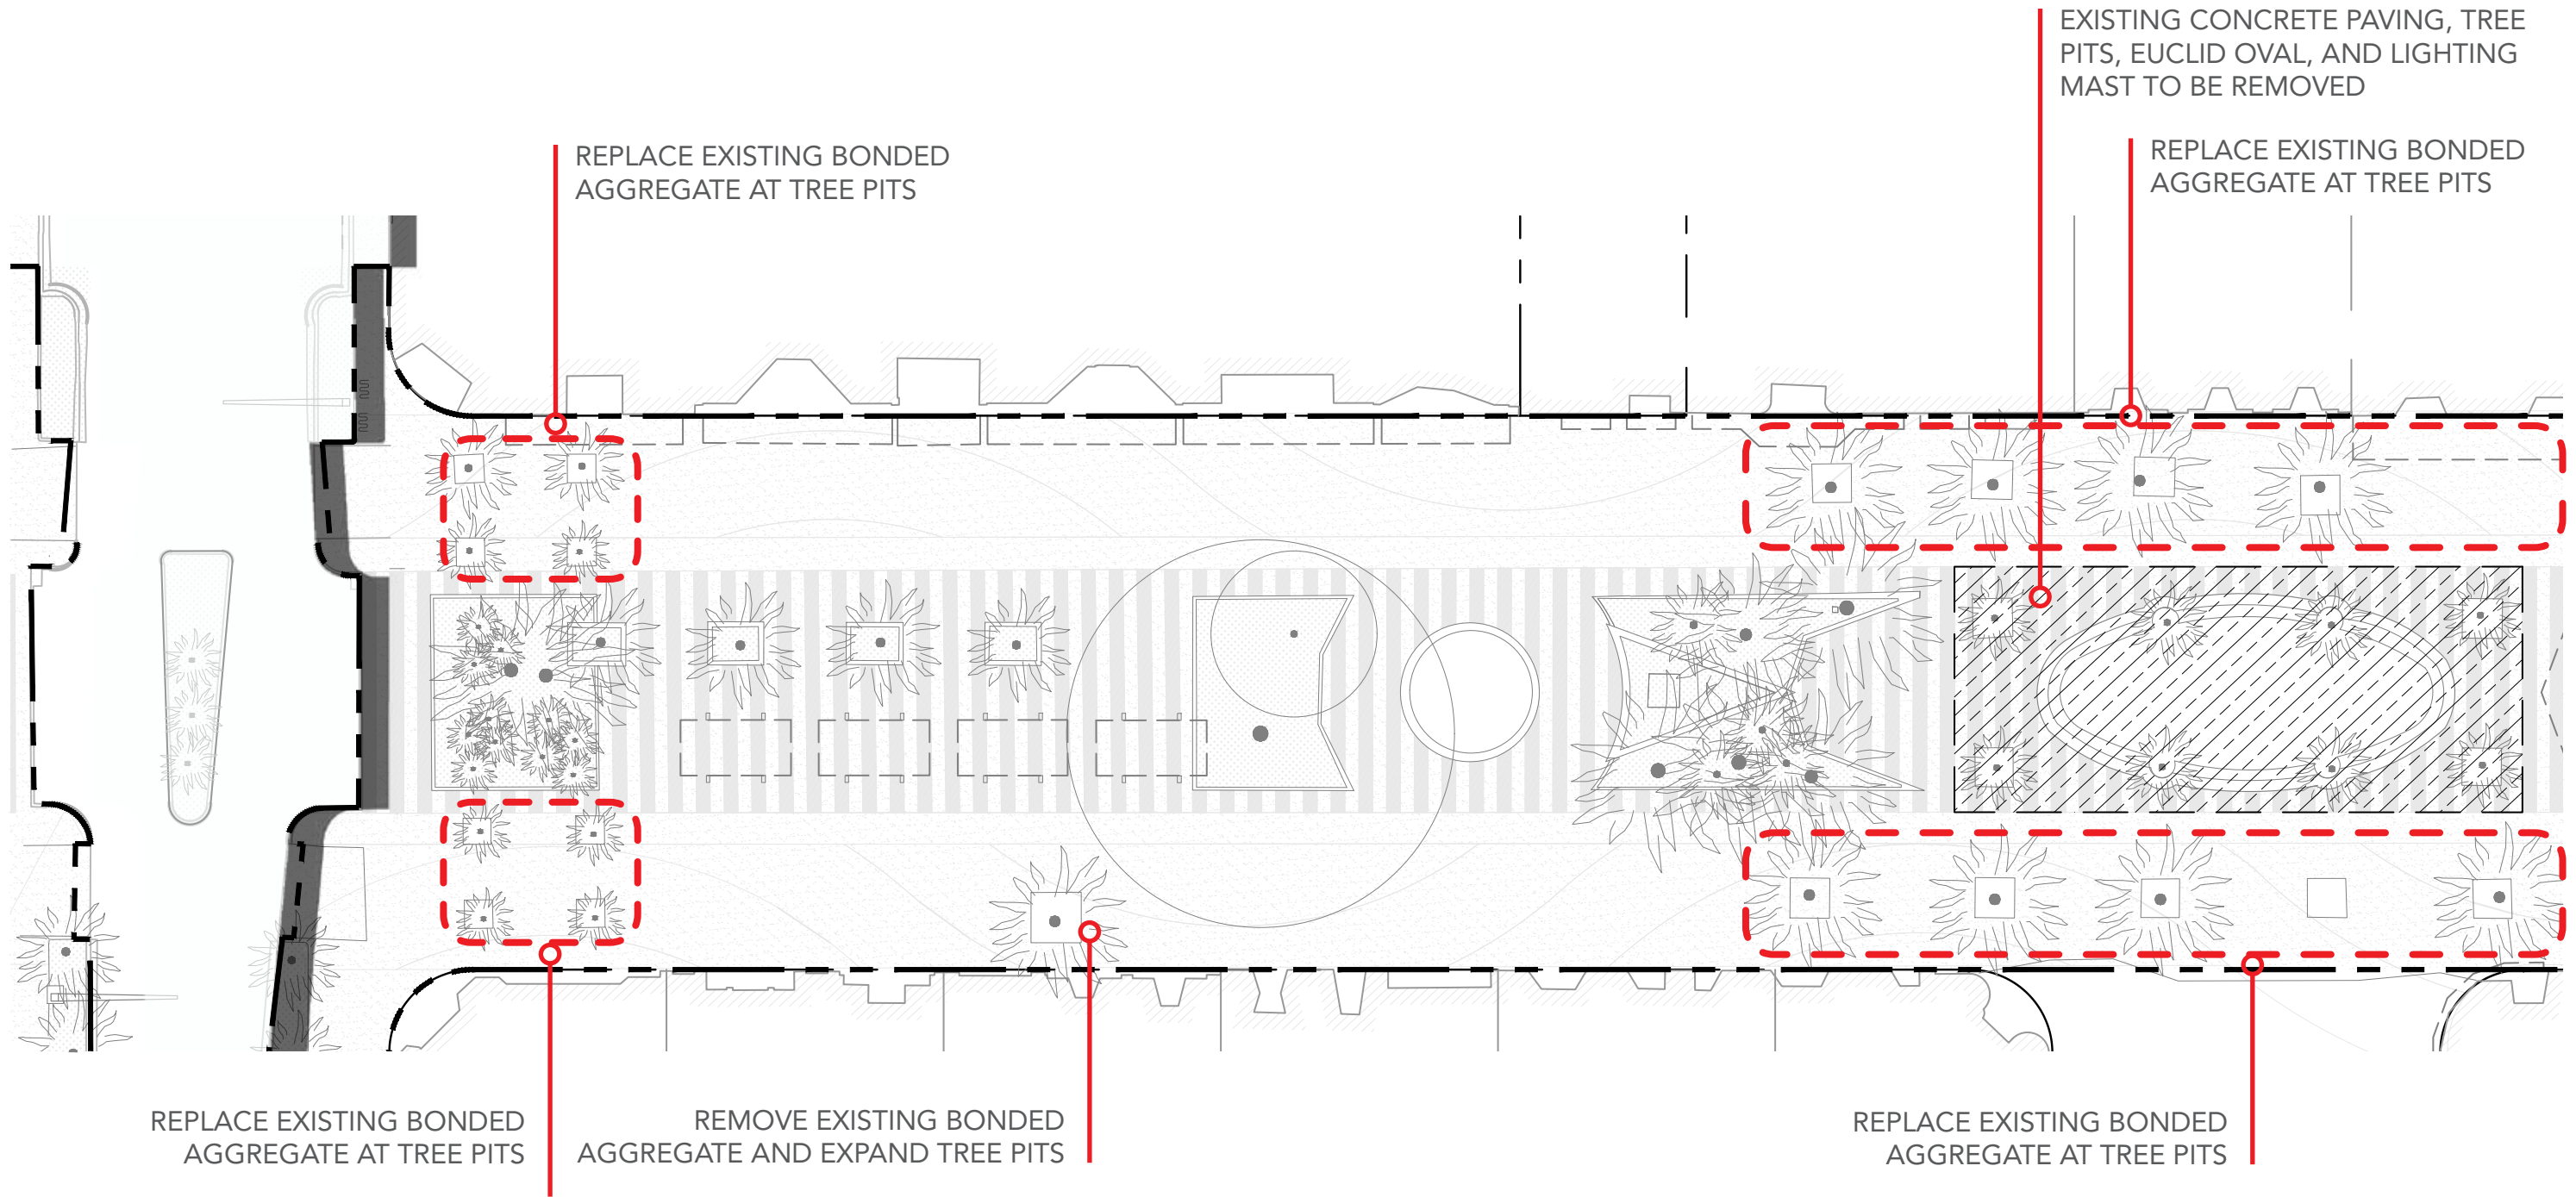 EXISTING CONCRETE PAVING, TREE
PITS, EUCLID OVAL, AND LIGHTING
MAST TO BE REMOVED
REPLACE EXISTING BONDED
AGGREGATE AT TREE PITS
REPLACE EXISTING BONDED
AGGREGATE AT TREE PITS
REPLACE EXISTING BONDED
AGGREGATE AT TREE PITS
REMOVE EXISTING BONDED
AGGREGATE AND EXPAND TREE PITS
REPLACE EXISTING BONDED
AGGREGATE AT TREE PITS